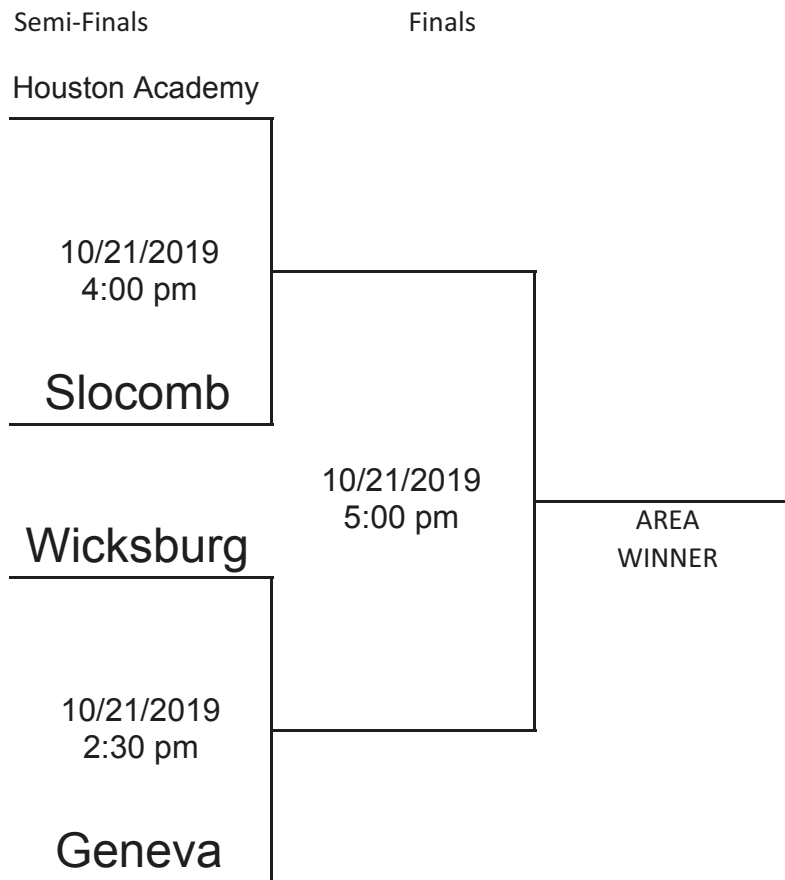 Semi-Finals
Finals
Houston Academy
10/21/2019
4:00 pm
Slocomb
10/21/2019
5:00 pm
AREA
WINNER
Wicksburg
10/21/2019
2:30 pm
Geneva